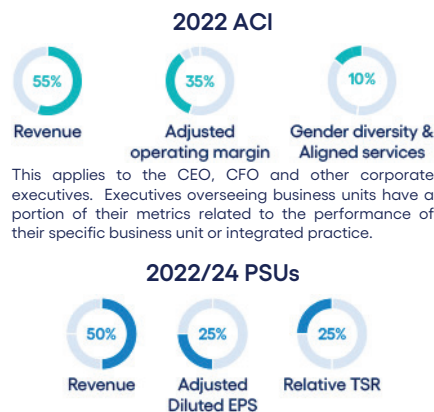 2022 ACI
55% 35% 10%
Revenue Adjusted Gender diversity &
operating margin Aligned services
This applies to the CEO, CFO and other corporate
executives. Executives overseeing business units have a
portion of their metrics related to the performance of
their specific business unit or integrated practice.
2022/24 PSUs
50% 25% 25%
Revenue Adjusted Relative TSR
Diluted EPS